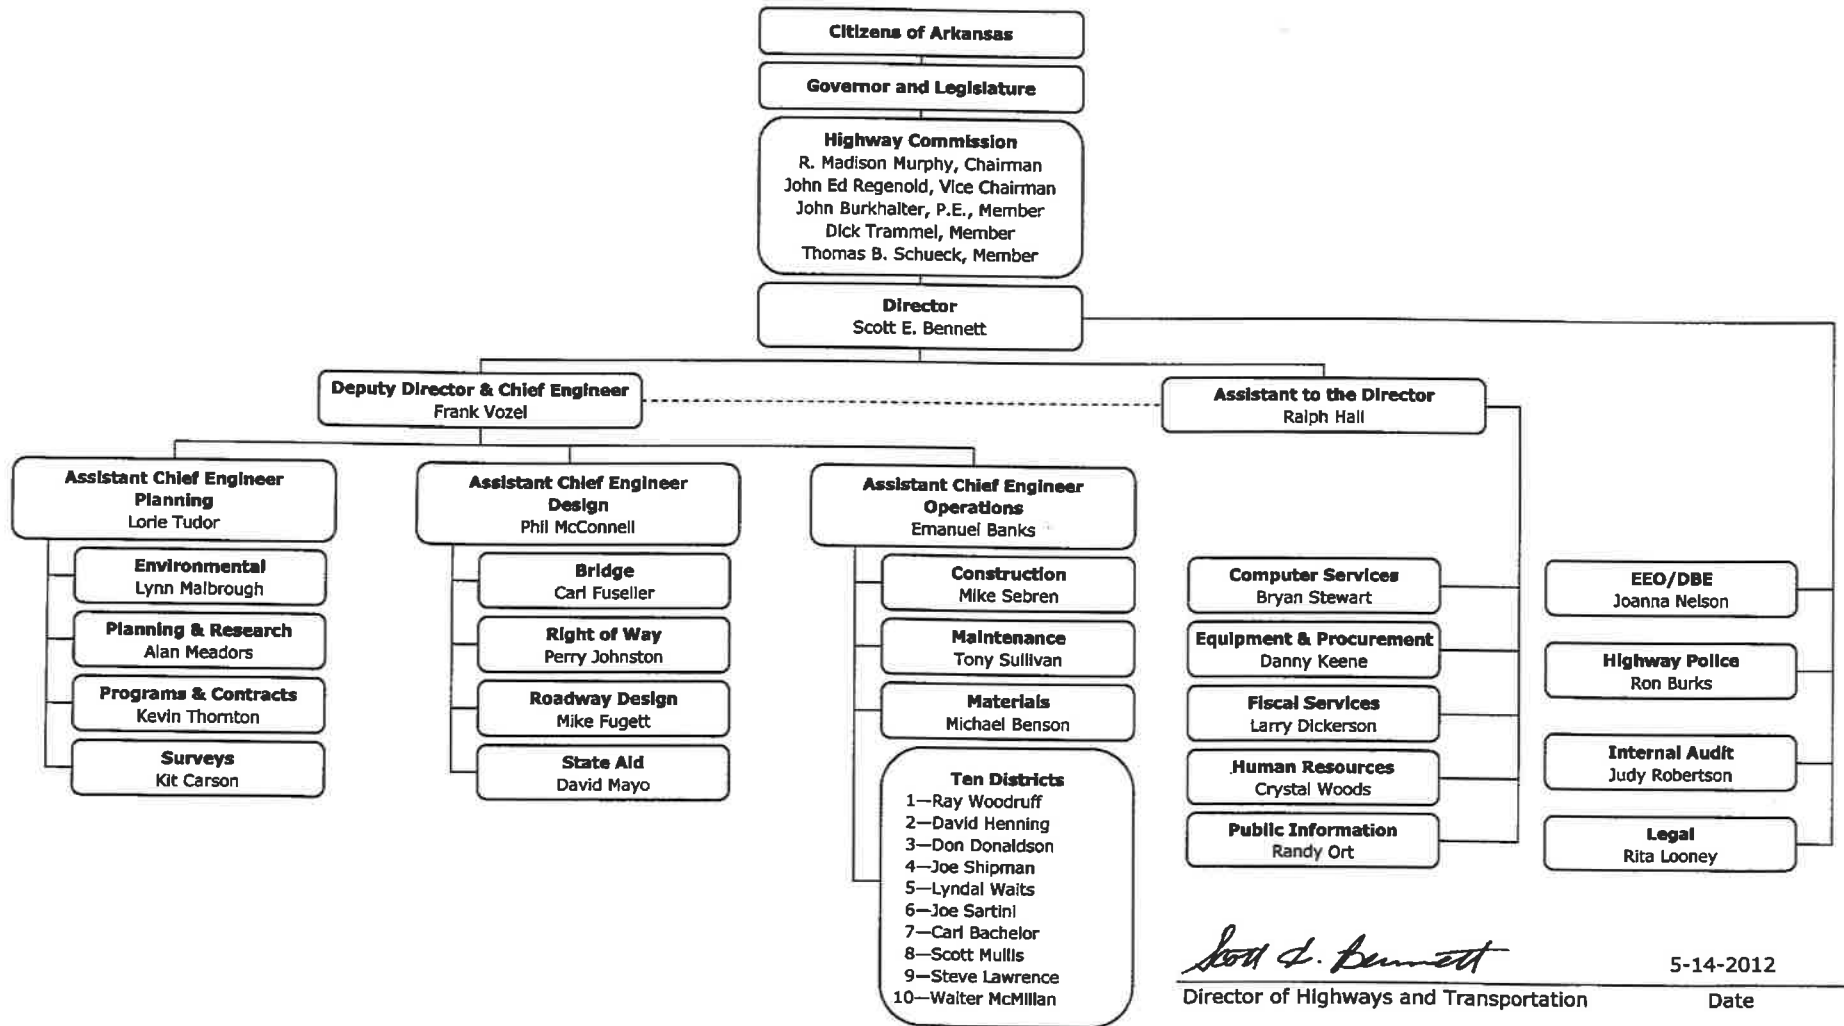 Citizens of Arkansas
Governor and Legislature
Highway Commission
R. Madison Murphy, Chairman
John Ed Regenold, Vice Chairman
John Burkhalter, P.E., Member
Dick Trammel, Member
Thomas B. Schueck, Member
Director
Scott E. Bennett
Deputy Director & Chief Engineer
Frank Vozel
Assistant to the Director
Ralph Hall
Assistant Chief Engineer
Planning
Lorie Tudor
Environmental
Lynn Malbrough
Planning & Research
Alan Meadors
Programs & Contracts
Kevin Thornton
Surveys
Kit Carson
Assistant Chief Engineer
Design
Phil McConnell
Bridge
Carl Fuselier
Right of Way
Perry Johnston
Roadway Design
Mike Fugett
State Aid
David Mayo
Assistant Chief Engineer
Operations
Emanuel Banks
Construction
Mike Sebren
Maintenance
Tony Sullivan
Materials
Michael Benson
Ten Districts
1—Ray Woodruff
2—David Henning
3—Don Donaldson
4—Joe Shipman
5—Lyndal Waits
6—Joe Sartini
7—Carl Bachelor
8—Scott Mullis
9—Steve Lawrence
10—Walter McMillan
Computer Services
Bryan Stewart
Equipment & Procurement
Danny Keene
Fiscal Services
Larry Dickerson
Human Resources
Crystal Woods
Public Information
Randy Ort
EEO/DBE
Joanna Nelson
Highway Police
Ron Burks
Internal Audit
Judy Robertson
Legal
Rita Looney
Scott E. Bennett 5-14-2012
Director of Highways and Transportation Date